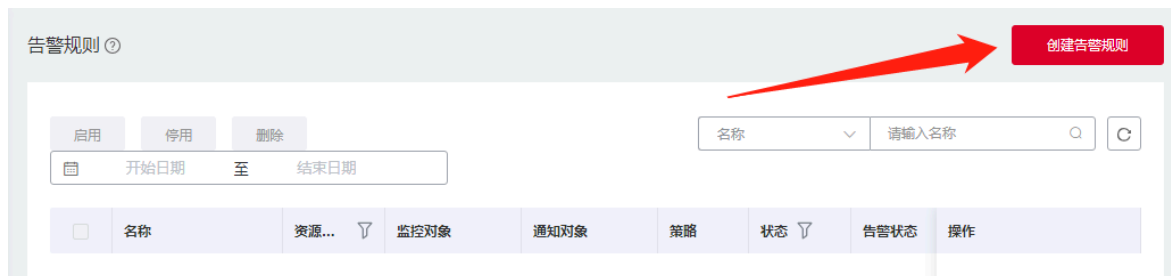 告警规则
创建告警规则
启用 停用 删除 名称 请输入名称
开始日期 至 结束日期
名称 资源... 监控对象 通知对象 策略 状态 告警状态 操作